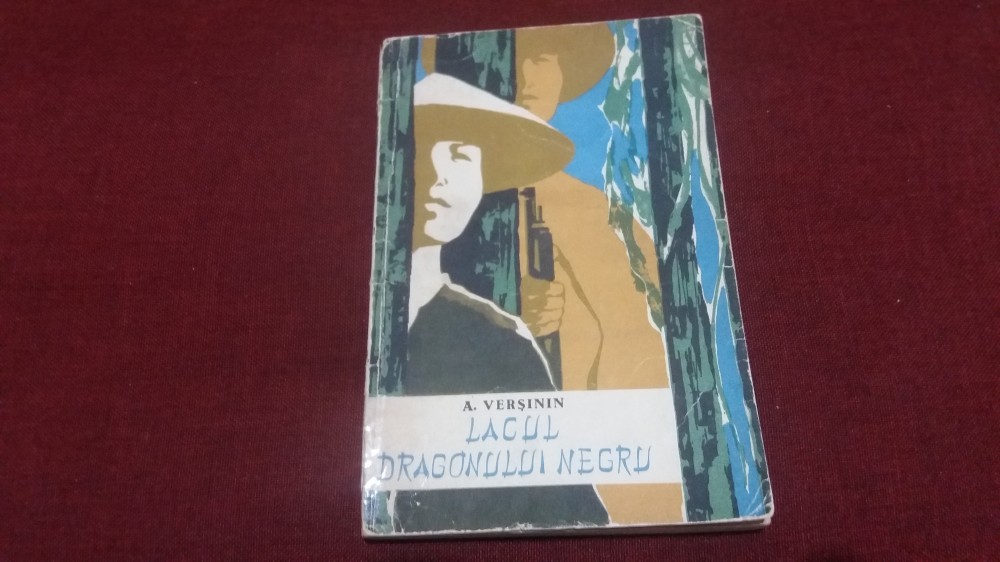 A. VERŞININ
LACUL
DRAGONULUI NEGRU